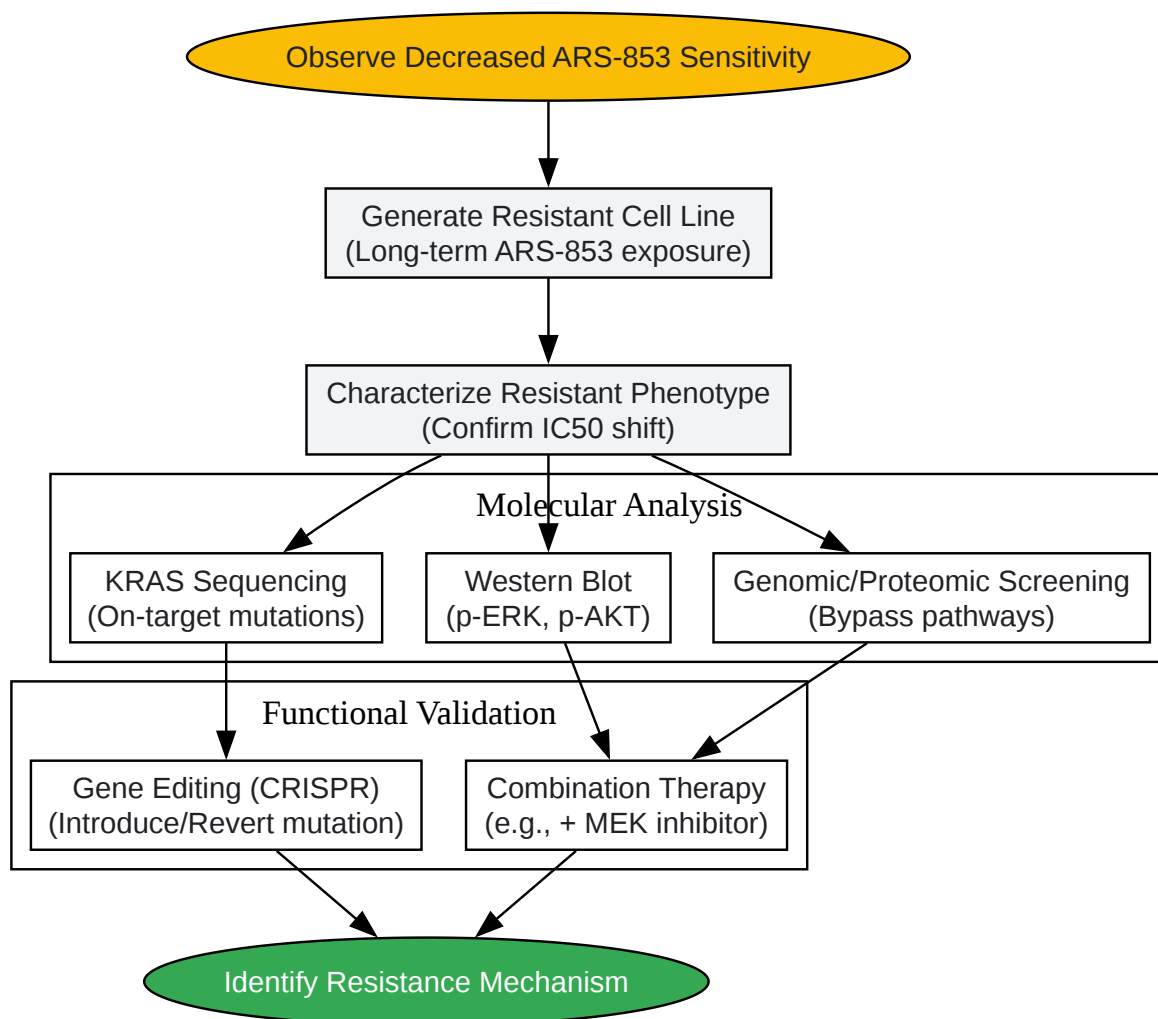 Observe Decreased ARS-853 Sensitivity
Generate Resistant Cell Line
(Long-term ARS-853 exposure)
Characterize Resistant Phenotype
(Confirm IC50 shift)
Molecular Analysis
KRAS Sequencing
(On-target mutations)
Western Blot
(p-ERK, p-AKT)
Genomic/Proteomic Screening
(Bypass pathways)
Functional Validation
Gene Editing (CRISPR)
(Introduce/Revert mutation)
Combination Therapy
(e.g., + MEK inhibitor)
Identify Resistance Mechanism